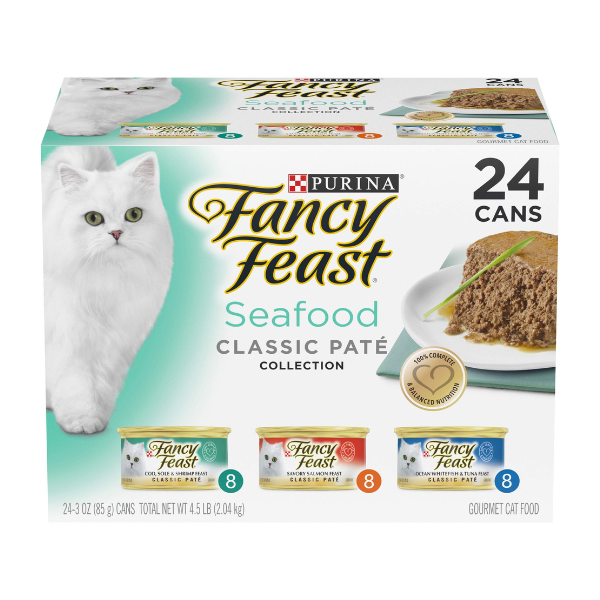 PURINA
Fancy
Feast
Seafood
CLASSIC PATÉ
COLLECTION
24
CANS
GOURMET CAT FOOD
8
8
8
PURINA®
Fancy
Feast®
Seafood
CLASSIC PATÉ
COLLECTION
24
CANS
100% COMPLETE
& BALANCED NUTRITION
Fancy
Feast
COD, SOLE & SHRIMP FEAST
CLASSIC PATÉ
8
Fancy
Feast
SAVORY SALMON FEAST
CLASSIC PATÉ
8
Fancy
Feast
OCEAN WHITEFISH & TUNA FEAST
CLASSIC PATÉ
8
24-3 OZ (85 g) CANS TOTAL NET WT 4.5 LB (2.04 kg)
GOURMET CAT FOOD